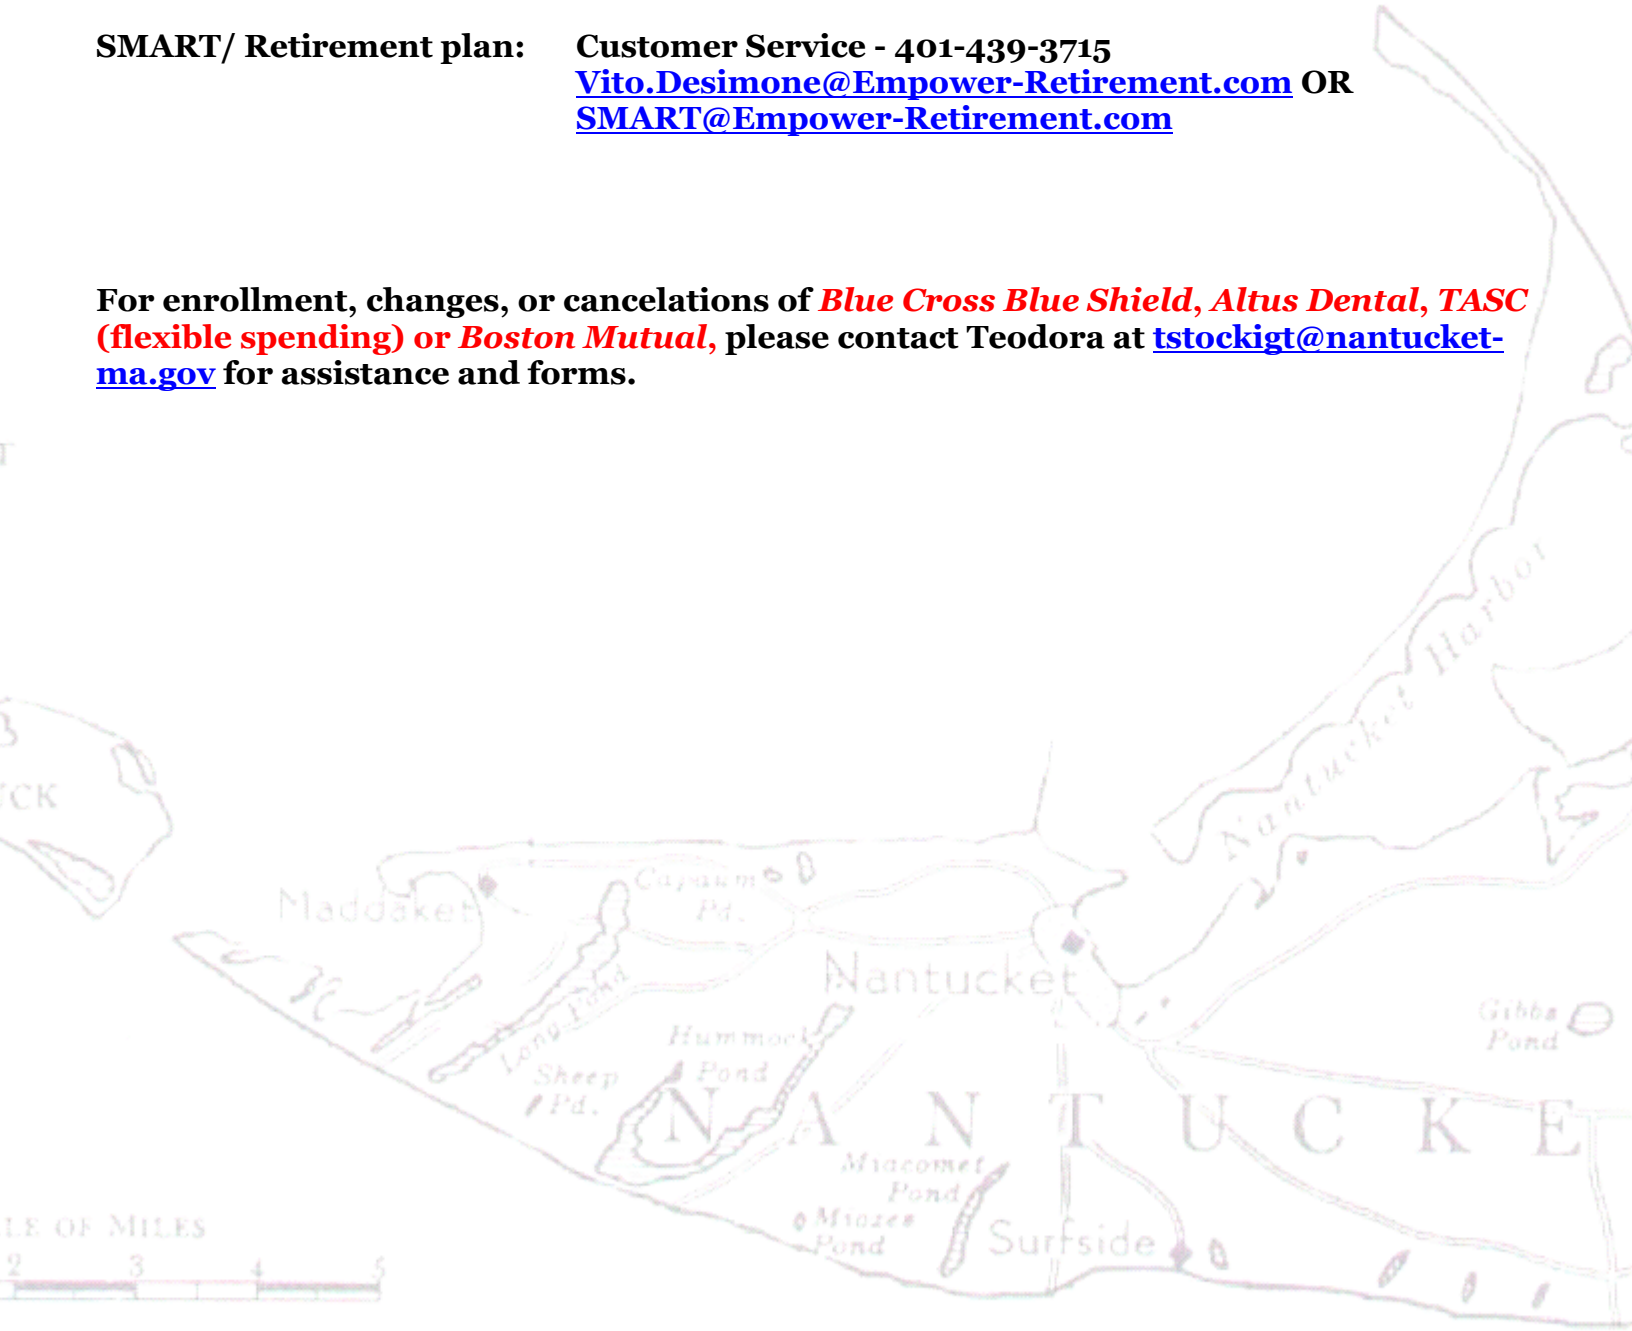 SMART/ Retirement plan: Customer Service - 401-439-3715
Vito.Desimone@Empower-Retirement.com OR
SMART@Empower-Retirement.com
For enrollment, changes, or cancelations of Blue Cross Blue Shield, Altus Dental, TASC
(flexible spending) or Boston Mutual, please contact Teodora at tstockigt@nantucket-
ma.gov for assistance and forms.
Nantucket Harbor
UCK
Maddaket
Capaum
Pd.
Nantucket
Long Pond
Hummock
Pond
Sheep
Pd.
Gibbs
Pond
NANTUCKE
Miacomet
Pond
Pond
Surfside
LE OF MILES
2 3 4 5